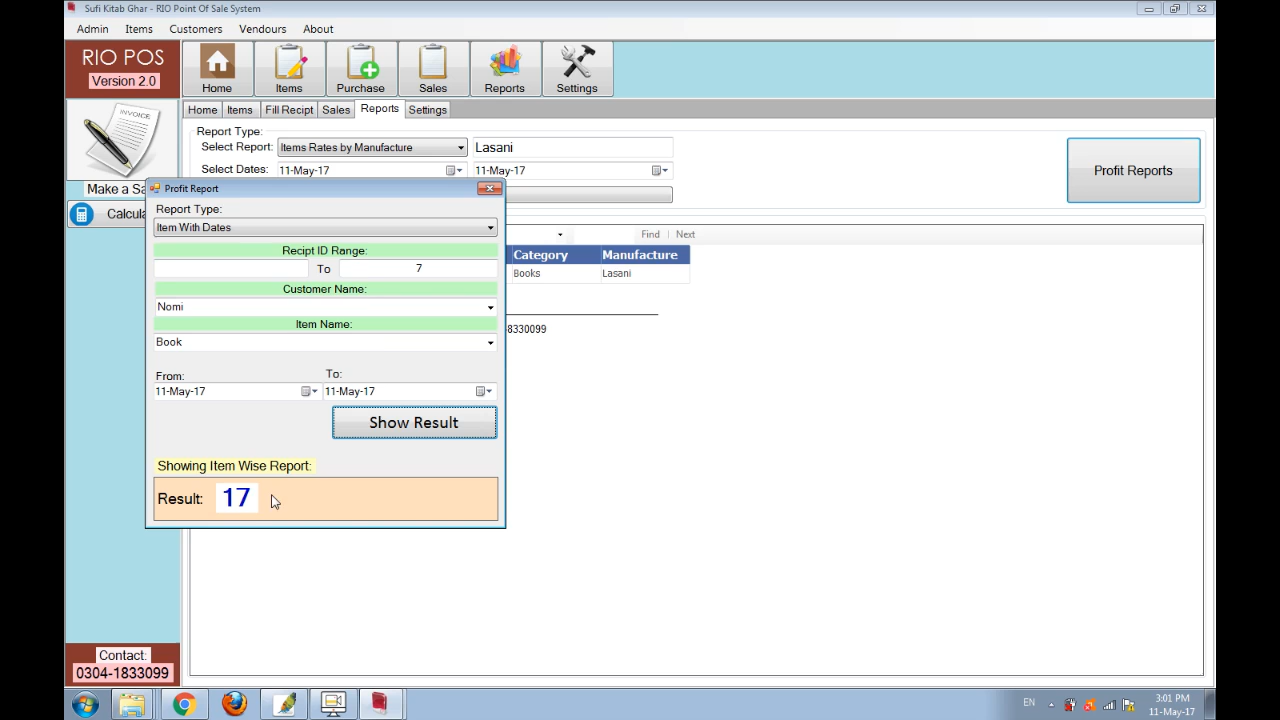 Sufi Kitab Ghar - RIO Point Of Sale System
Admin Items Customers Vendours About
RIO POS
Version 2.0
Home Items Purchase Sales Reports Settings
INVOICE
Home Items Fill Recipt Sales Reports Settings
Report Type:
Select Report: Items Rates by Manufacture Lasani
Select Dates: 11-May-17 11-May-17
Profit Reports
Make a Sa
Calcula
Profit Report
Report Type:
Item With Dates
Recipt ID Range:
To 7
Customer Name:
Nomi
Item Name:
Book
From: To:
11-May-17 11-May-17
Show Result
Showing Item Wise Report:
Result: 17
Find | Next
Category Manufacture
Books Lasani
-8330099
Contact:
0304-1833099
EN
3:01 PM
11-May-17